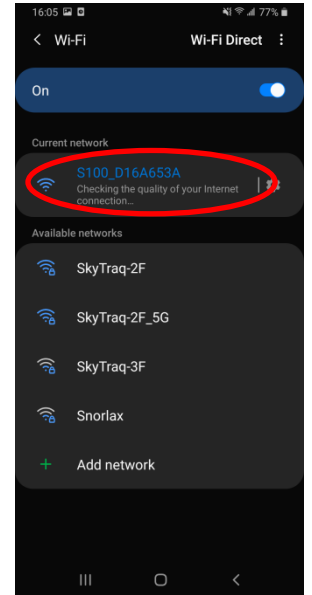 16:05 77%
Wi-Fi Wi-Fi Direct
On
Current network
S100_D16A653A
Checking the quality of your Internet
connection...
Available networks
SkyTraq-2F
SkyTraq-2F_5G
SkyTraq-3F
Snorlax
Add network